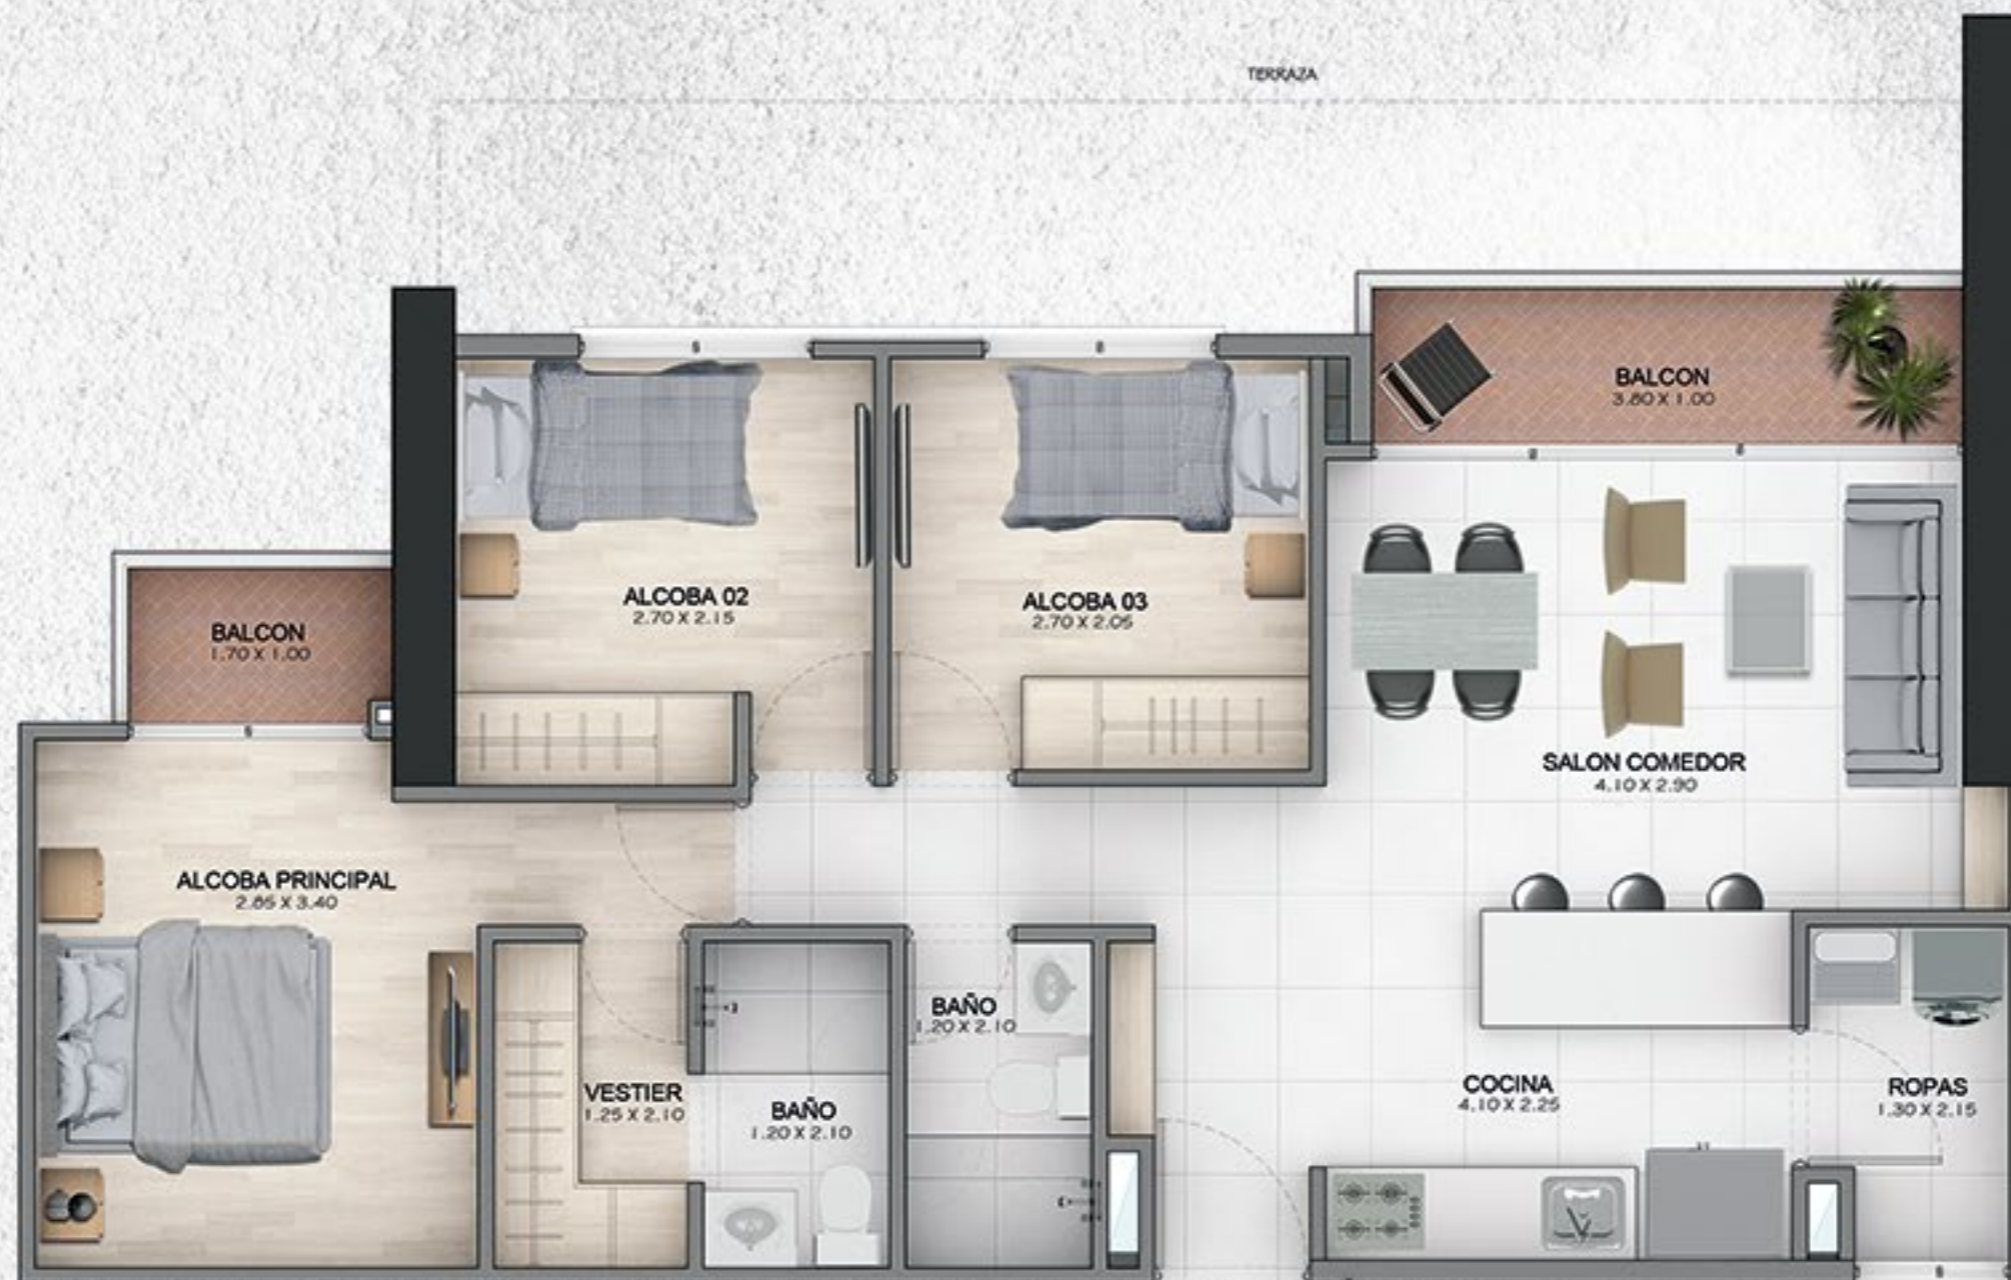 TERRAZA
BALCON
3.60 X 1.00
ALCOBA 02
2.70 X 2.15
ALCOBA 03
2.70 X 2.05
BALCON
1.70 X 1.00
SALON COMEDOR
4.10 X 2.90
ALCOBA PRINCIPAL
2.85 X 3.40
BAÑO
1.20 X 2.10
VESTIER
1.25 X 2.10
BAÑO
1.20 X 2.10
COCINA
4.10 X 2.25
ROPAS
1.30 X 2.15